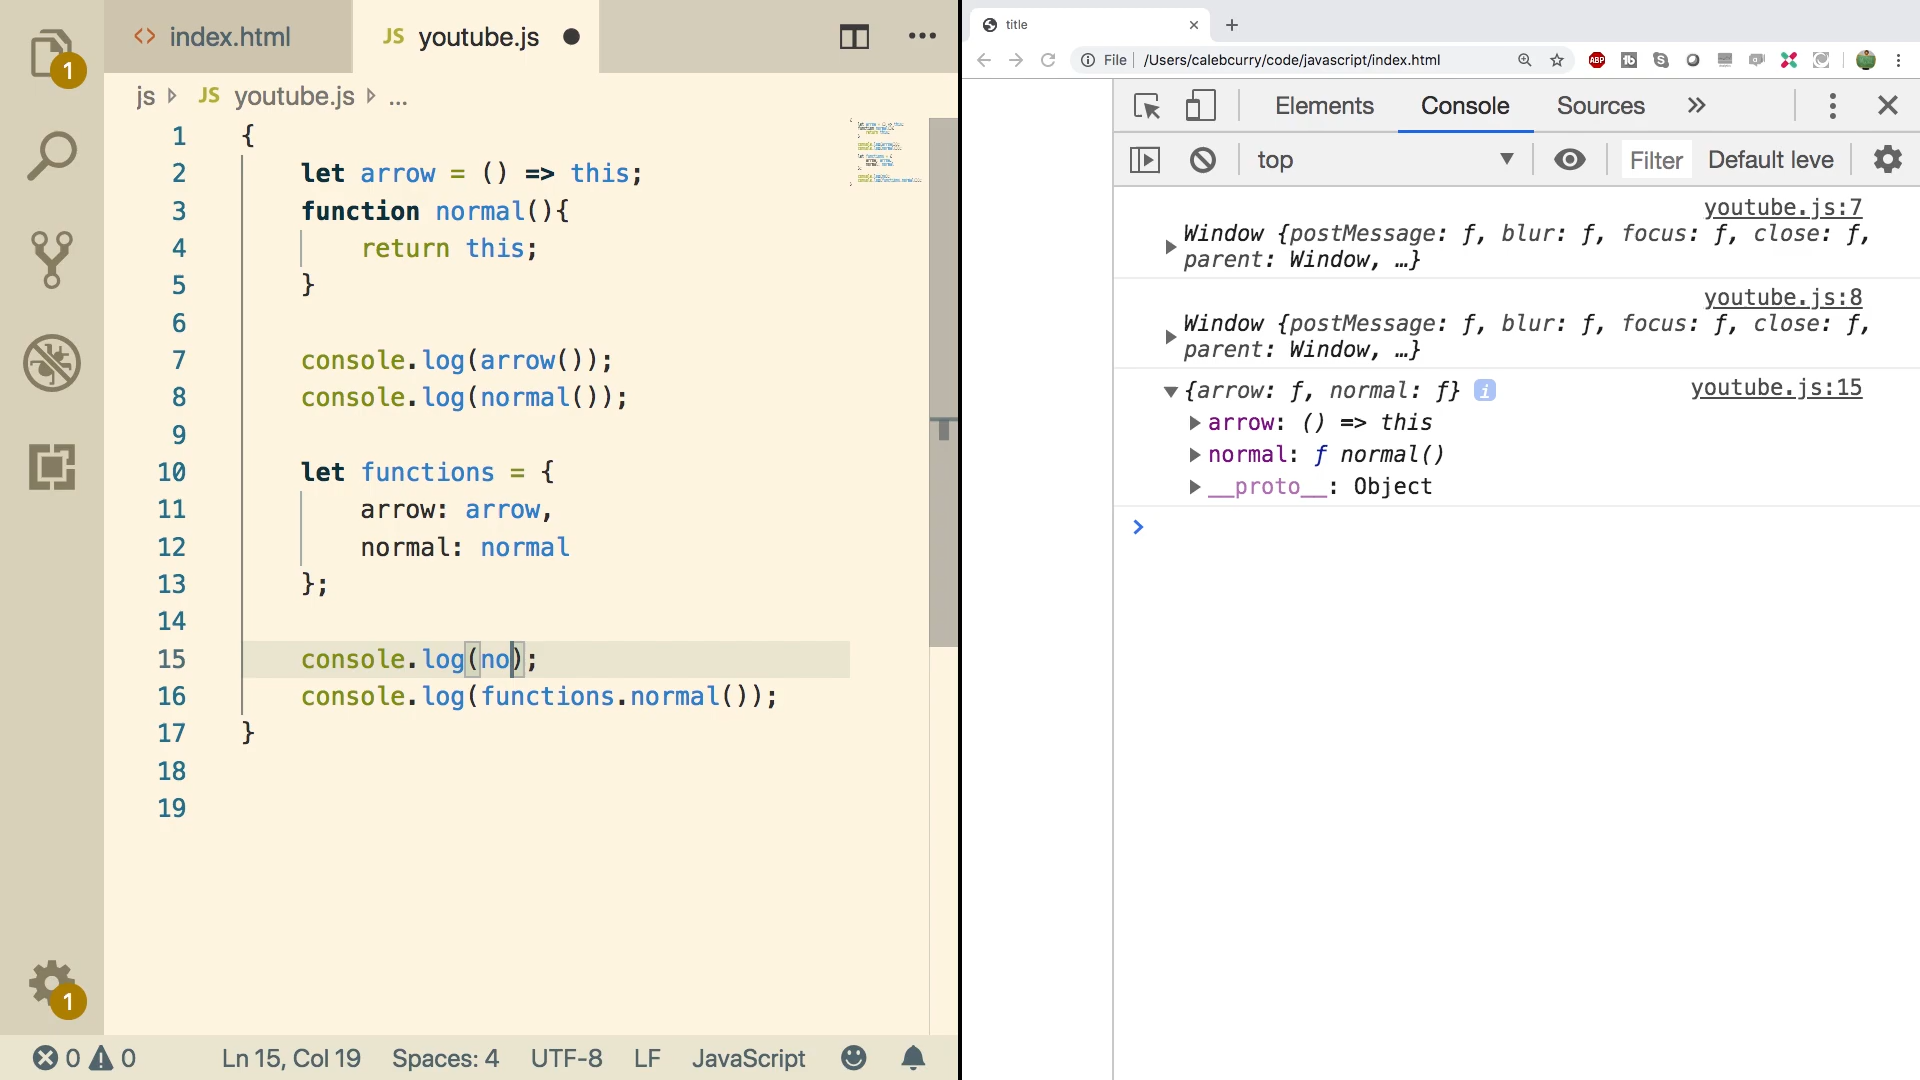 index.html
JS youtube.js
js JS youtube.js ...
1 {
2 let arrow = () => this;
3 function normal(){
4 return this;
5 }
6
7 console.log(arrow());
8 console.log(normal());
9
10 let functions = {
11 arrow: arrow,
12 normal: normal
13 };
14
15 console.log(no);
16 console.log(functions.normal());
17 }
18
19
1
1
0 0 Ln 15, Col 19 Spaces: 4 UTF-8 LF JavaScript
title
File /Users/calebcurry/code/javascript/index.html
ABP
Elements Console Sources
top Filter Default leve
youtube.js:7
Window {postMessage: ƒ, blur: ƒ, focus: ƒ, close: ƒ,
parent: Window, …}
youtube.js:8
Window {postMessage: ƒ, blur: ƒ, focus: ƒ, close: ƒ,
parent: Window, …}
{arrow: ƒ, normal: ƒ} i youtube.js:15
arrow: () => this
normal: ƒ normal()
__proto__: Object